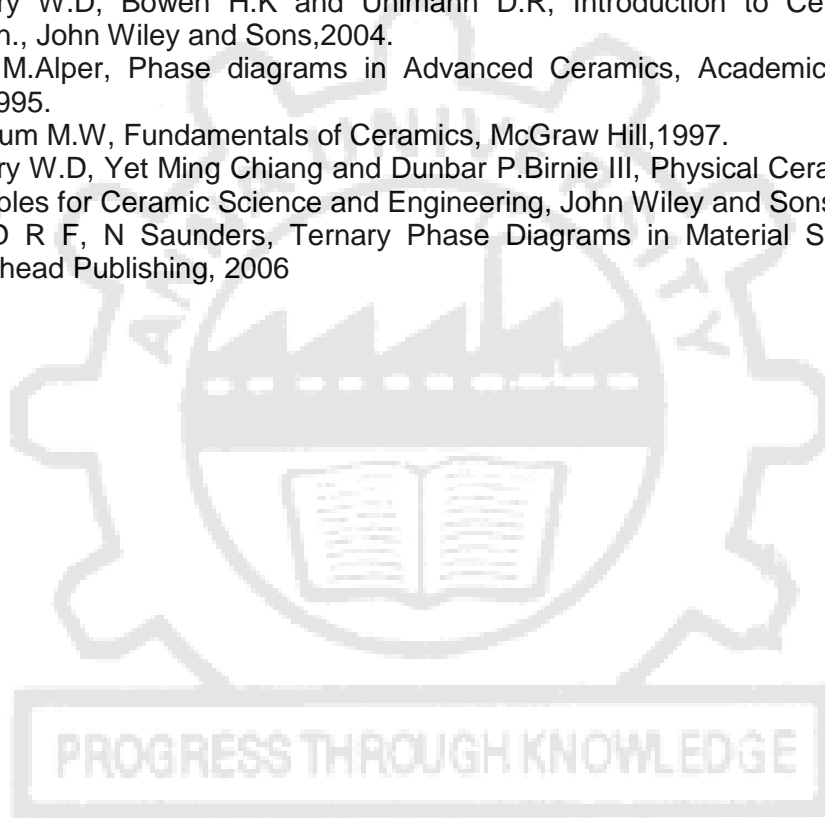 ry W.D, Bowen H.K and Uhlmann D.R, Introduction to Ce
n., John Wiley and Sons,2004.
M.Alper, Phase diagrams in Advanced Ceramics, Academic
995.
um M.W, Fundamentals of Ceramics, McGraw Hill,1997.
ry W.D, Yet Ming Chiang and Dunbar P.Birnie III, Physical Cera
ples for Ceramic Science and Engineering, John Wiley and Sons
D R F, N Saunders, Ternary Phase Diagrams in Material S
head Publishing, 2006
PROGRESS THROUGH KNOWLEDGE